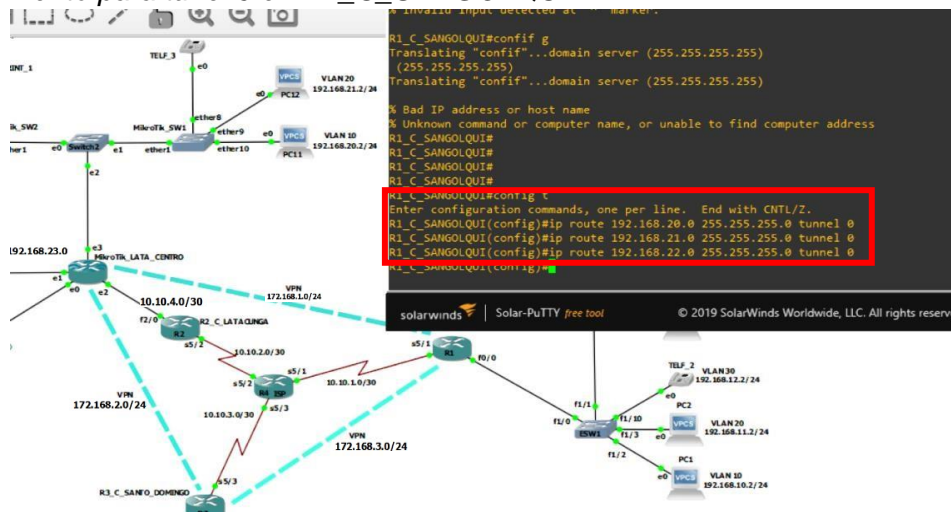 % Invalid input detected at '^' marker.
R1_C_SANGOLQUI#confif g
Translating "confif"...domain server (255.255.255.255)
(255.255.255.255)
Translating "confif"...domain server (255.255.255.255)
% Bad IP address or host name
% Unknown command or computer name, or unable to find computer address
R1_C_SANGOLQUI#
R1_C_SANGOLQUI#
R1_C_SANGOLQUI#
R1_C_SANGOLQUI#config t
Enter configuration commands, one per line. End with CNTL/Z.
R1_C_SANGOLQUI(config)#ip route 192.168.20.0 255.255.255.0 tunnel 0
R1_C_SANGOLQUI(config)#ip route 192.168.21.0 255.255.255.0 tunnel 0
R1_C_SANGOLQUI(config)#ip route 192.168.22.0 255.255.255.0 tunnel 0
R1_C_SANGOLQUI(config)#
solarwinds Solar-PuTTY free tool © 2019 SolarWinds Worldwide, LLC. All rights reserv
TELF_3
e0
INT_1
VPCS
VLAN 20
192.168.21.2/24
e0
PC12
ether8
ik_SW2
MikroTik_SW1
ether9
e0
VPCS
VLAN 10
192.168.20.2/24
her1
e0
Switch2
e1
ether1
ether10
PC11
e2
192.168.23.0
e3
MikroTik_LATA_CENTRO
e1
e0
e2
VPN
172.168.1.0/24
10.10.4.0/30
f2/0
R2_C_LATACUNGA
R2
s5/2
10.10.2.0/30
s5/1
R1
f0/0
s5/2
s5/1
R4_ISP
10.10.1.0/30
s5/3
10.10.3.0/30
VPN
172.168.2.0/24
VPN
172.168.3.0/24
R3_C_SANTO_DOMINGO
s5/3
TELF_2
VLAN 30
192.168.12.2/24
e0
f1/1
f1/0
f1/10
ESW1
f1/3
f1/2
PC2
VPCS
e0
VLAN 20
192.168.11.2/24
PC1
e0
VPCS
VLAN 10
192.168.10.2/24